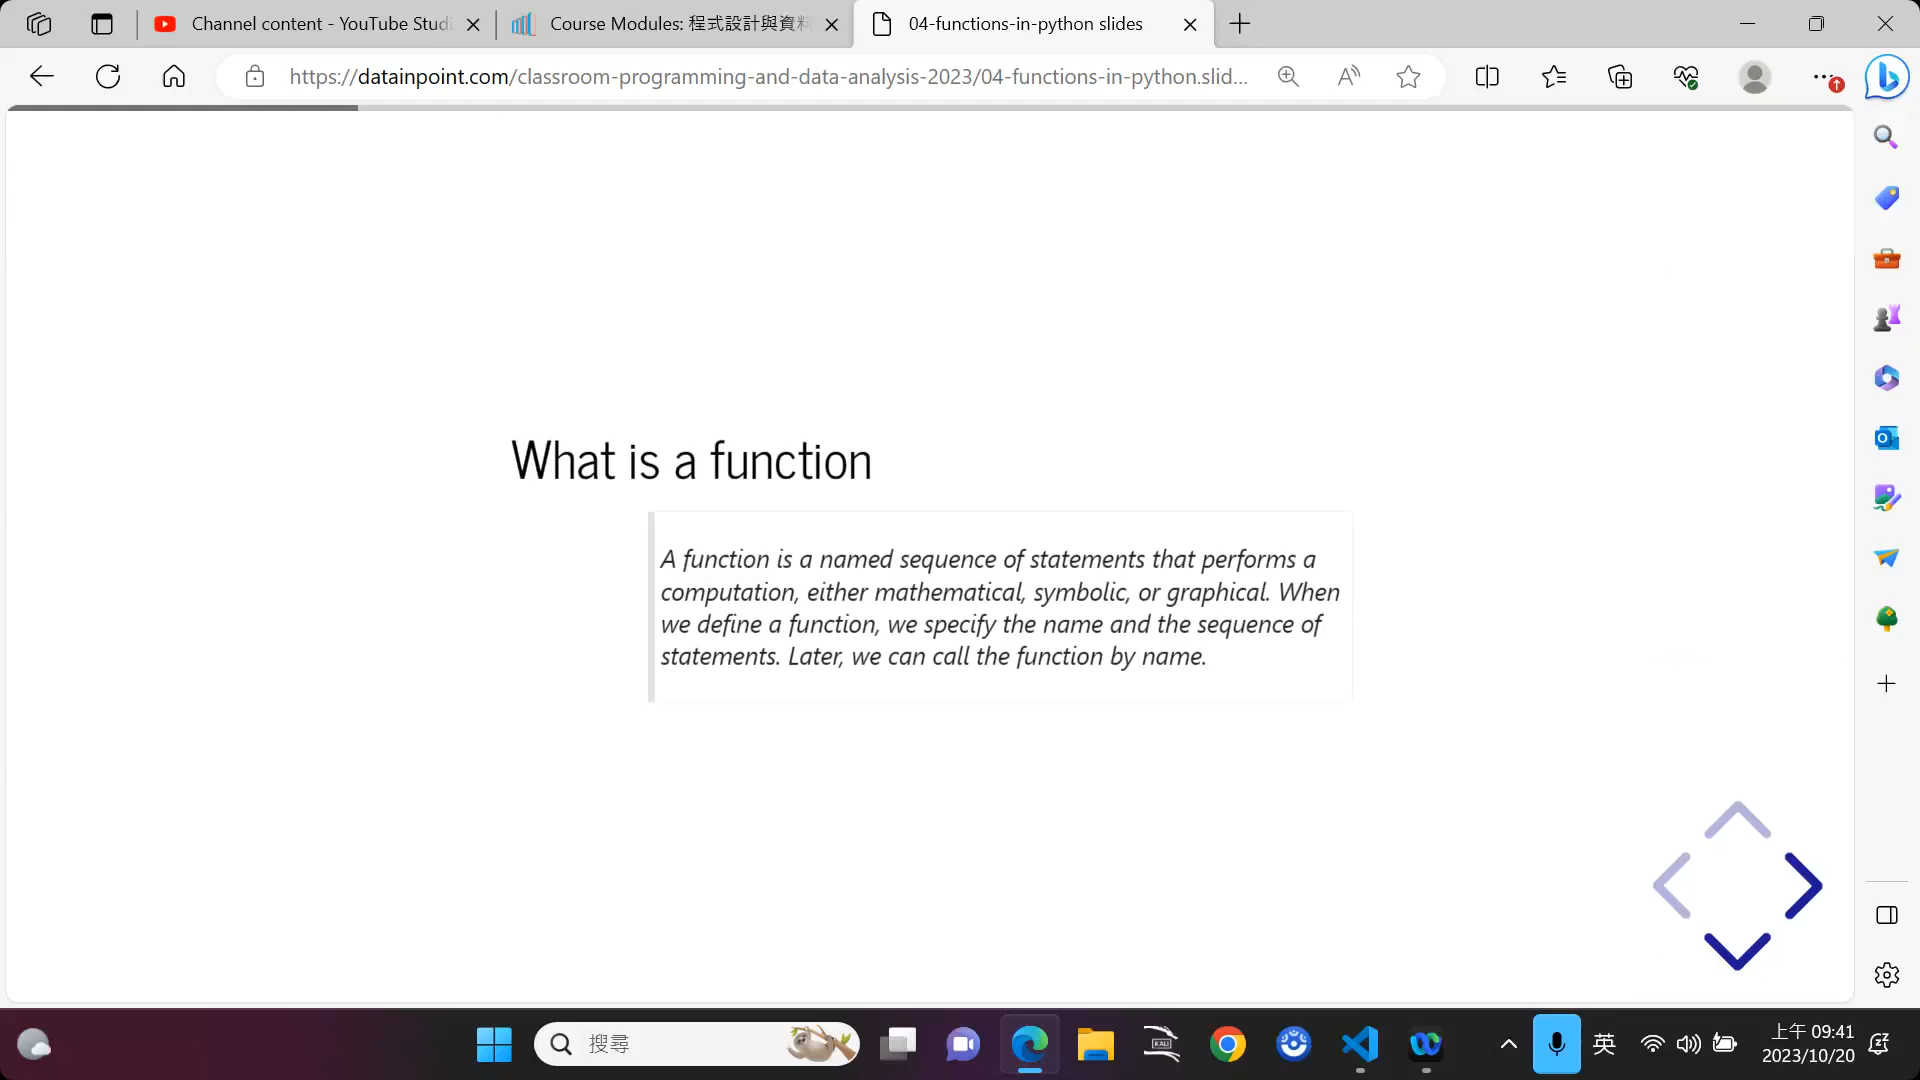 Channel content - YouTube Studi
Course Modules: 程式設計與資料
04-functions-in-python slides
https://datainpoint.com/classroom-programming-and-data-analysis-2023/04-functions-in-python.slid...
What is a function
A function is a named sequence of statements that performs a
computation, either mathematical, symbolic, or graphical. When
we define a function, we specify the name and the sequence of
statements. Later, we can call the function by name.
搜尋
KALI
英
上午 09:41
2023/10/20